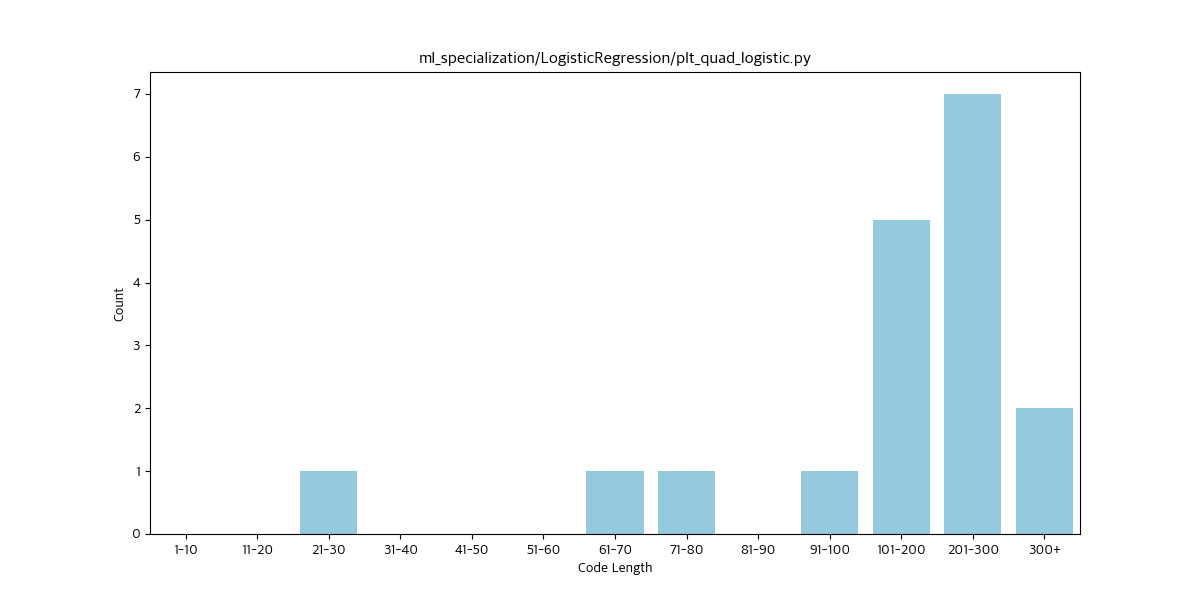 ml_specialization/LogisticRegression/plt_quad_logistic.py
Count
7
6
5
4
3
2
1
0
1-10 11-20 21-30 31-40 41-50 51-60 61-70 71-80 81-90 91-100 101-200 201-300 300+
Code Length